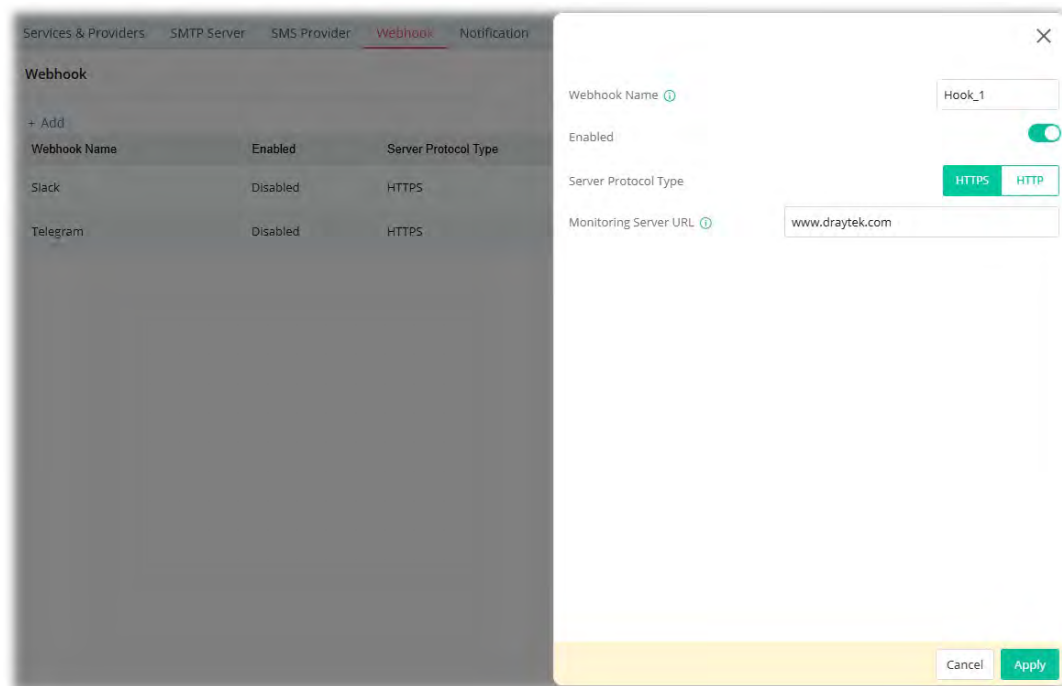 Services & Providers SMTP Server SMS Provider Webhook Notification
Webhook
+ Add
Webhook Name Enabled Server Protocol Type
Slack Disabled HTTPS
Telegram Disabled HTTPS
Webhook Name Hook_1
Enabled
Server Protocol Type HTTPS HTTP
Monitoring Server URL www.draytek.com
Cancel Apply